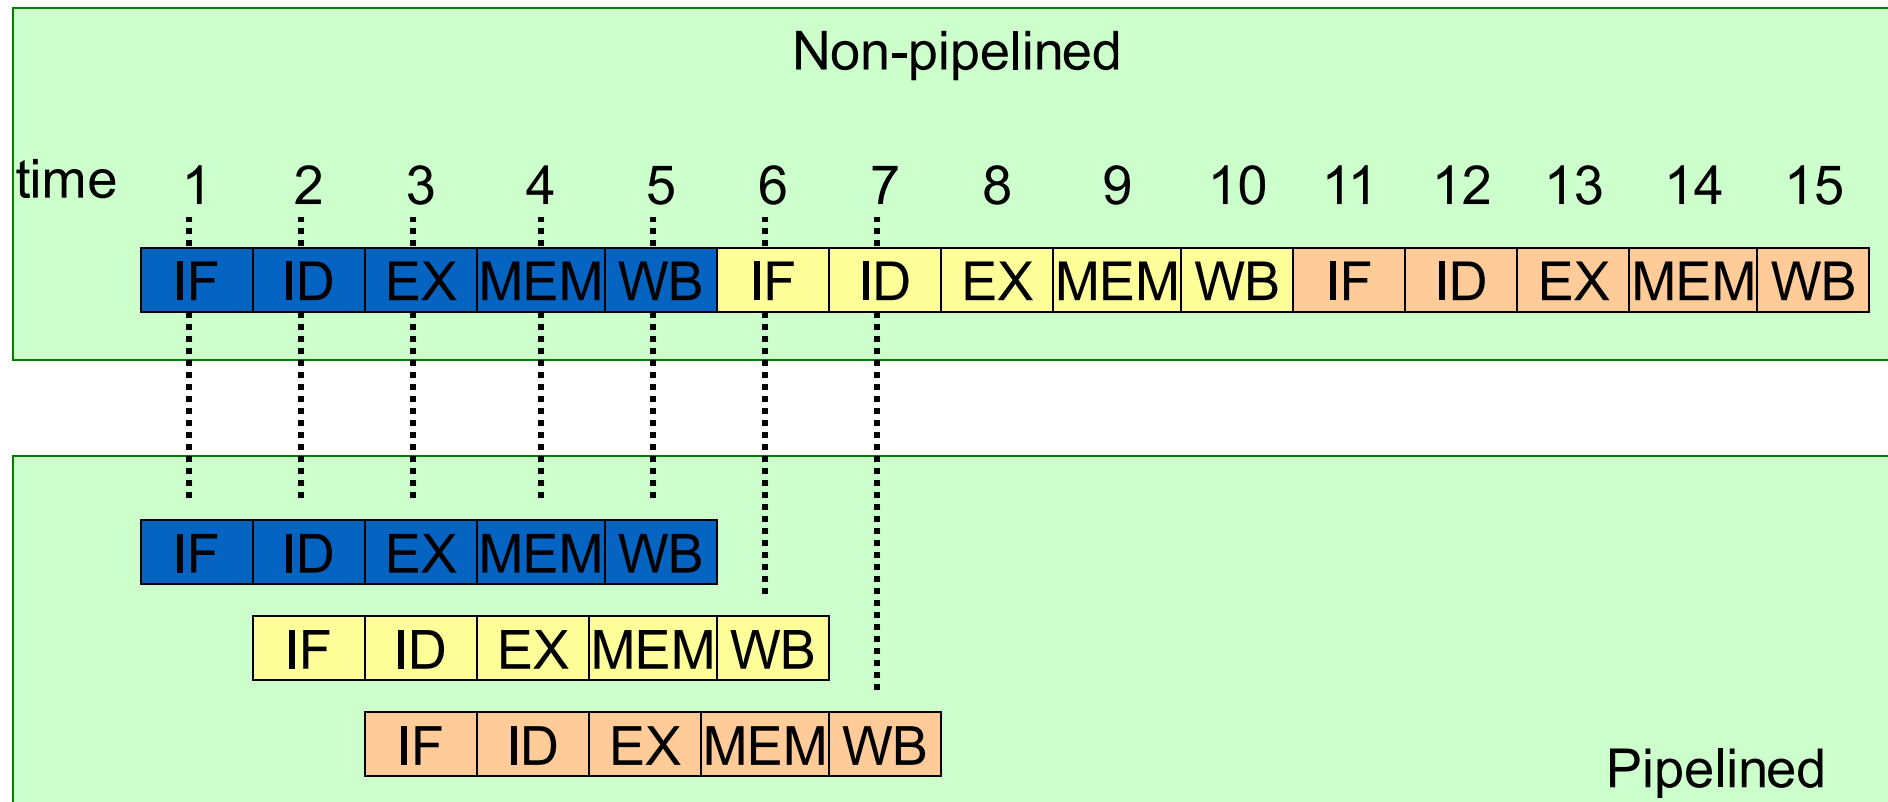 Non-pipelined
time 1 2 3 4 5 6 7 8 9 10 11 12 13 14 15
IF ID EX MEM WB IF ID EX MEM WB IF ID EX MEM WB
IF ID EX MEM WB
IF ID EX MEM WB
IF ID EX MEM WB
Pipelined